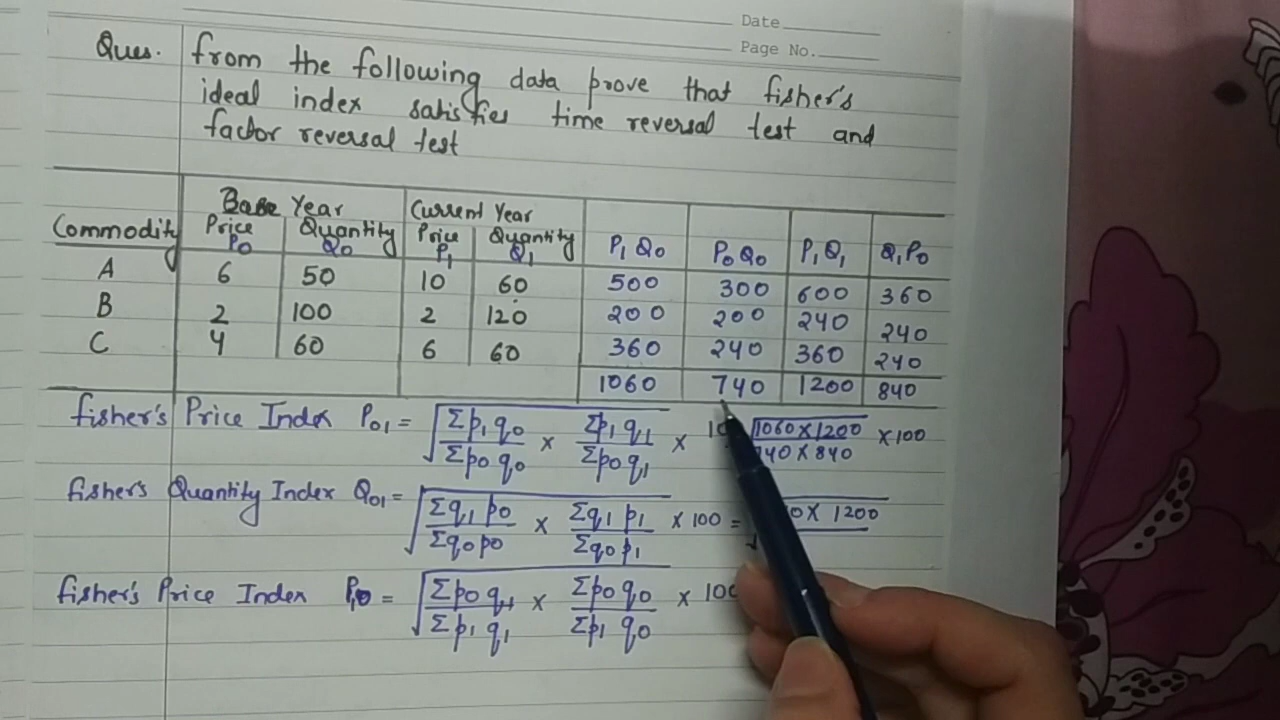 Date
Page No.
Ques. from the following data prove that fisher's
ideal index satisfies time reversal test and
factor reversal test
Base Year Current Year
Commodity Price Quantity Price Quantity P₁Q₀ P₀Q₀ P₁Q₁ Q₁P₀
P₀ Q₀ P₁ Q₁
A 6 50 10 60 500 300 600 360
B 2 100 2 120 200 200 240 240
C 4 60 6 60 360 240 360 240
1060 740 1200 840
fisher's Price Index P₀₁ = √ Σp₁q₀ × Σp₁q₁ × √ 1060×1200 ×100
Σp₀q₀ Σp₀q₁ 840
fisher's Quantity Index Q₀₁ = √ Σq₁p₀ × Σq₁p₁ × 100 = √ × 1200
Σq₀p₀ Σq₀p₁
fisher's Price Index P₁₀ = √ Σp₀q₁ × Σp₀q₀ ×
Σp₁q₁ Σp₁q₀